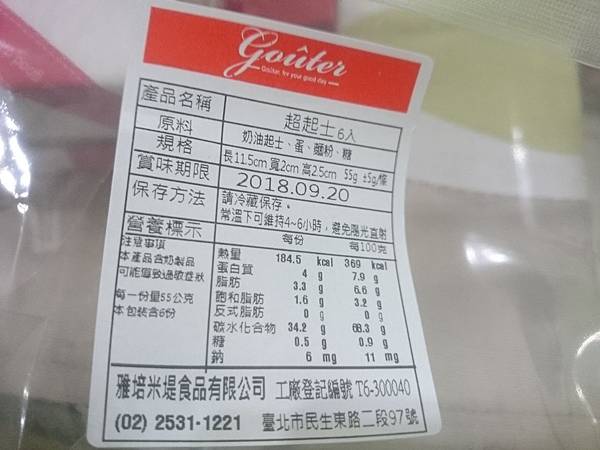 Goûter
Goûter, for your good day
產品名稱 超起士 6入
原料 奶油起士、蛋、麵粉、糖
規格 長11.5cm 寬2cm 高2.5cm 55g ±5g/條
賞味期限 2018.09.20
保存方法 請冷藏保存。
常溫下可維持4~6小時，避免陽光直射
營養標示 每份 每100克
注意事項
本產品含奶製品
可能導致過敏症狀
每一份量55公克
本包裝含6份
熱量 184.5 kcal 369 kcal
蛋白質 4 g 7.9 g
脂肪 3.3 g 6.6 g
飽和脂肪 1.6 g 3.2 g
反式脂肪 0 g 0 g
碳水化合物 34.2 g 68.3 g
糖 0.5 g 0.9 g
鈉 6 mg 11 mg
雅培米堤食品有限公司 工廠登記編號 T6-300040
(02) 2531-1221 臺北市民生東路二段97號